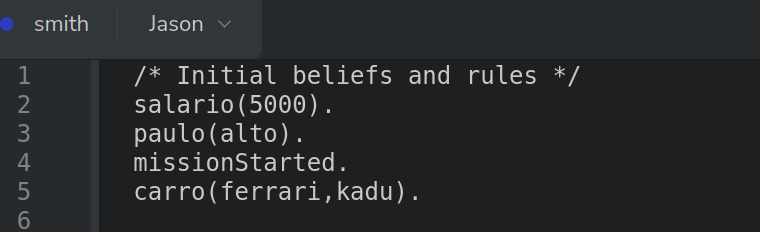 smith Jason
1 /* Initial beliefs and rules */
2 salario(5000).
3 paulo(alto).
4 missionStarted.
5 carro(ferrari,kadu).
6